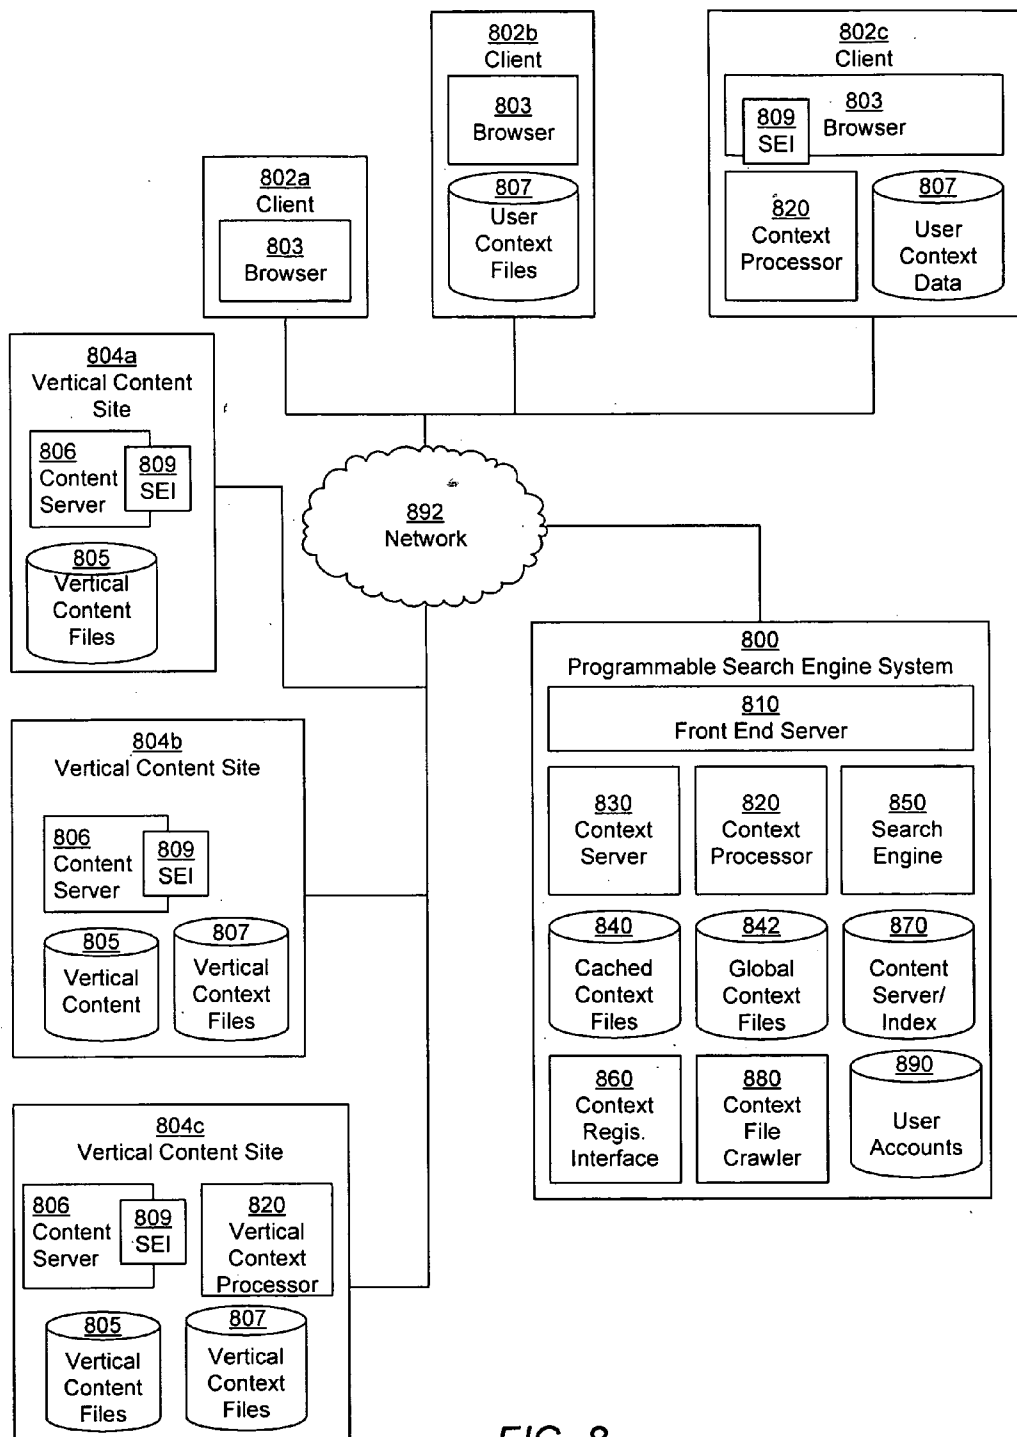 802a
Client
803
Browser
802b
Client
803
Browser
807
User
Context
Files
802c
Client
803
Browser
809
SEI
820
Context
Processor
807
User
Context
Data
804a
Vertical Content
Site
806
Content
Server
809
SEI
805
Vertical
Content
Files
892
Network
804b
Vertical Content Site
806
Content
Server
809
SEI
805
Vertical
Content
807
Vertical
Context
Files
804c
Vertical Content Site
806
Content
Server
809
SEI
820
Vertical
Context
Processor
805
Vertical
Content
Files
807
Vertical
Context
Files
800
Programmable Search Engine System
810
Front End Server
830
Context
Server
820
Context
Processor
850
Search
Engine
840
Cached
Context
Files
842
Global
Context
Files
870
Content
Server/
Index
860
Context
Regis.
Interface
880
Context
File
Crawler
890
User
Accounts
FIG. 8